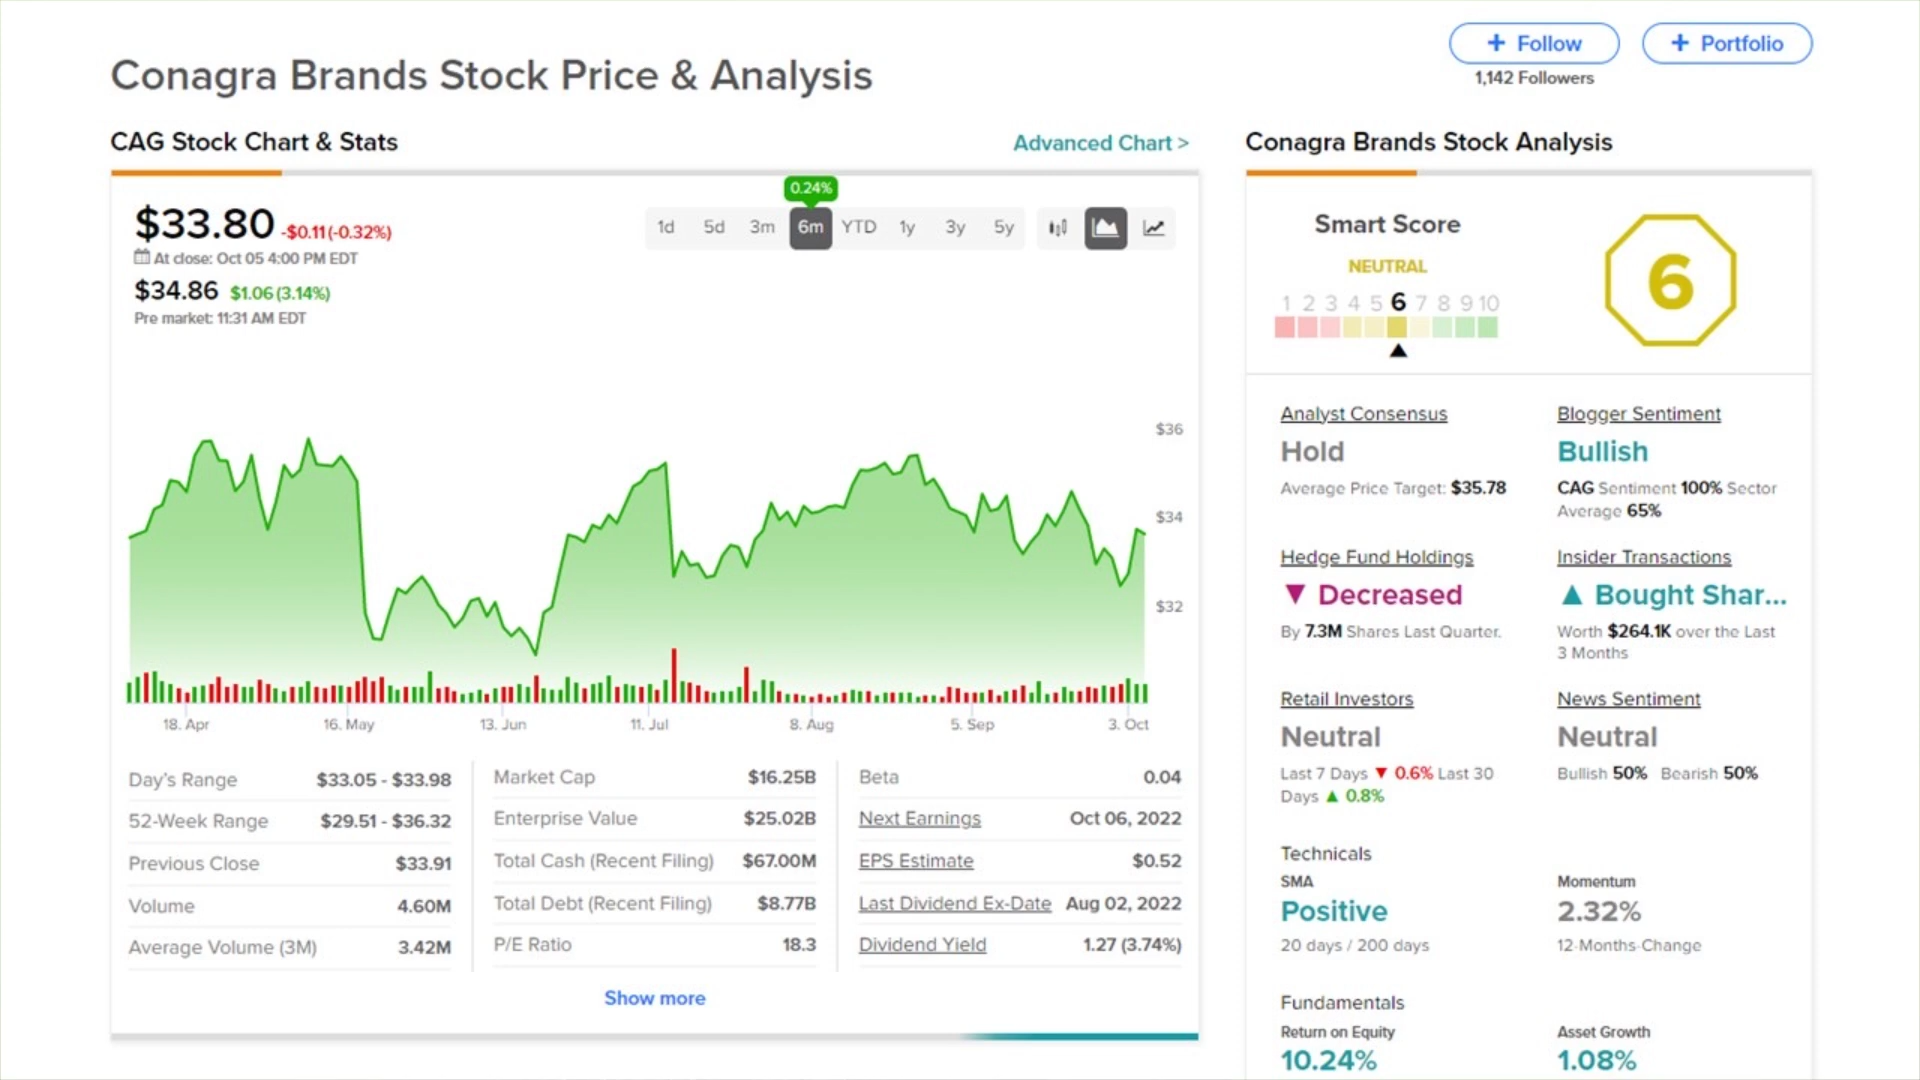 + Follow
+ Portfolio
1,142 Followers
Conagra Brands Stock Price & Analysis
CAG Stock Chart & Stats
Advanced Chart >
0.24%
$33.80 -$0.11 (-0.32%)
At close: Oct 05 4:00 PM EDT
$34.86 $1.06 (3.14%)
Pre market: 11:31 AM EDT
1d 5d 3m 6m YTD 1y 3y 5y
$36
$34
$32
18. Apr 16. May 13. Jun 11. Jul 8. Aug 5. Sep 3. Oct
Day's Range $33.05 - $33.98
52-Week Range $29.51 - $36.32
Previous Close $33.91
Volume 4.60M
Average Volume (3M) 3.42M
Market Cap $16.25B
Enterprise Value $25.02B
Total Cash (Recent Filing) $67.00M
Total Debt (Recent Filing) $8.77B
P/E Ratio 18.3
Beta 0.04
Next Earnings Oct 06, 2022
EPS Estimate $0.52
Last Dividend Ex-Date Aug 02, 2022
Dividend Yield 1.27 (3.74%)
Show more
Conagra Brands Stock Analysis
Smart Score
NEUTRAL
1 2 3 4 5 6 7 8 9 10
6
Analyst Consensus
Hold
Average Price Target: $35.78
Blogger Sentiment
Bullish
CAG Sentiment 100% Sector
Average 65%
Hedge Fund Holdings
▼ Decreased
By 7.3M Shares Last Quarter.
Insider Transactions
▲ Bought Shar...
Worth $264.1K over the Last
3 Months
Retail Investors
Neutral
Last 7 Days ▼ 0.6% Last 30
Days ▲ 0.8%
News Sentiment
Neutral
Bullish 50% Bearish 50%
Technicals
SMA
Positive
20 days / 200 days
Momentum
2.32%
12-Months-Change
Fundamentals
Return on Equity
10.24%
Asset Growth
1.08%